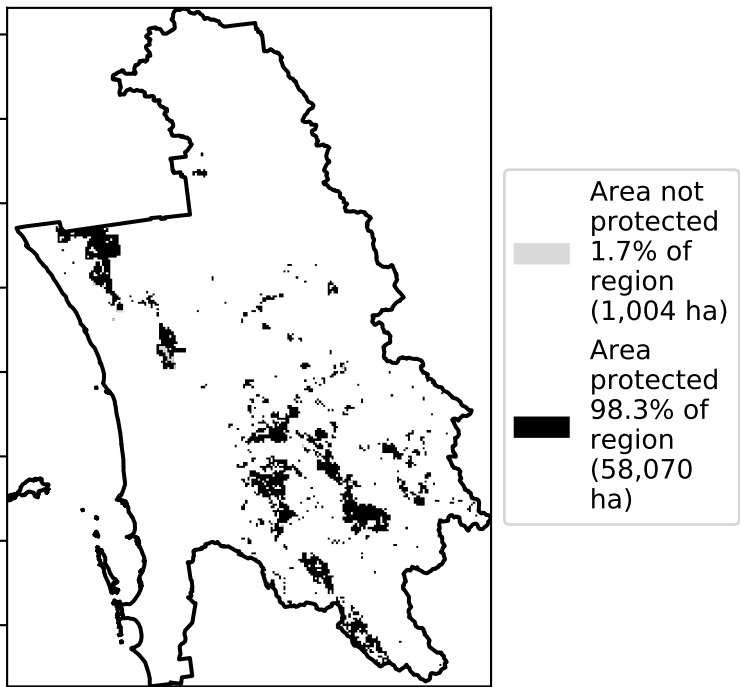 Area not
protected
1.7% of
region
(1,004 ha)
Area
protected
98.3% of
region
(58,070
ha)